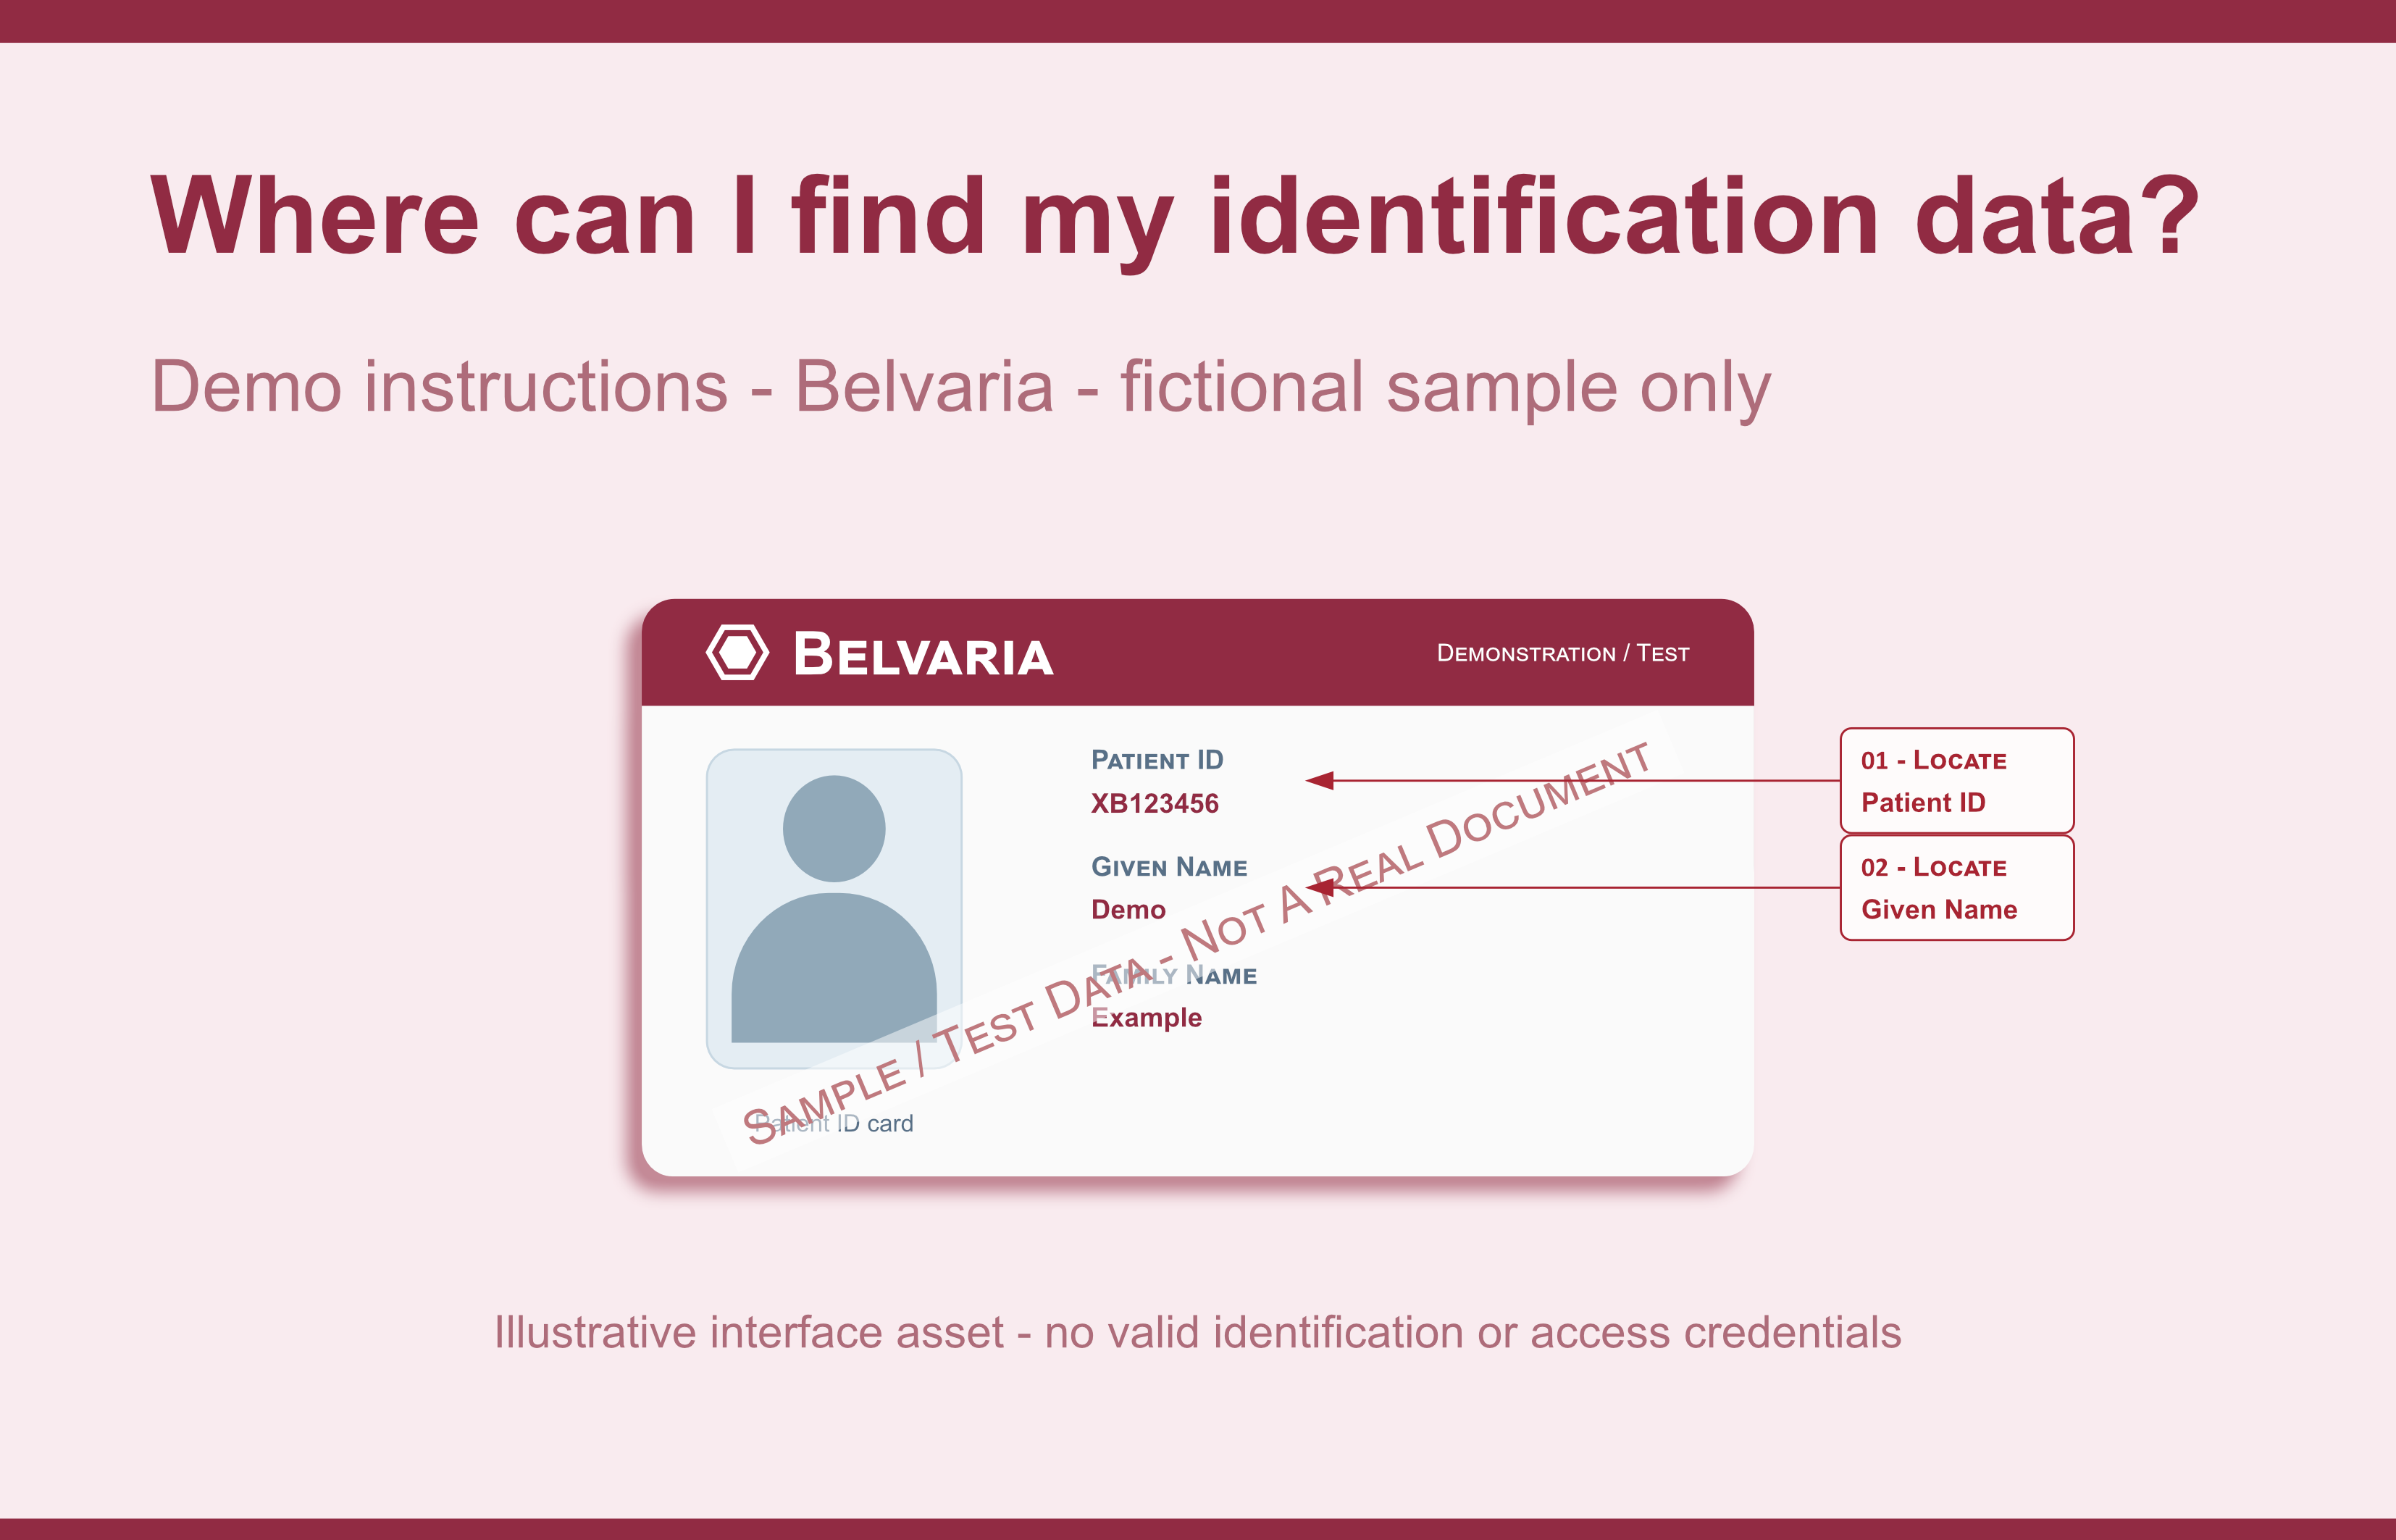 Where can I find my identification data?
Demo instructions - Belvaria - fictional sample only
BELVARIA
DEMONSTRATION / TEST
PATIENT ID
XB123456
GIVEN NAME
Demo
FAMILY NAME
Example
Patient ID card
SAMPLE / TEST DATA - NOT A REAL DOCUMENT
01 - LOCATE
Patient ID
02 - LOCATE
Given Name
Illustrative interface asset - no valid identification or access credentials